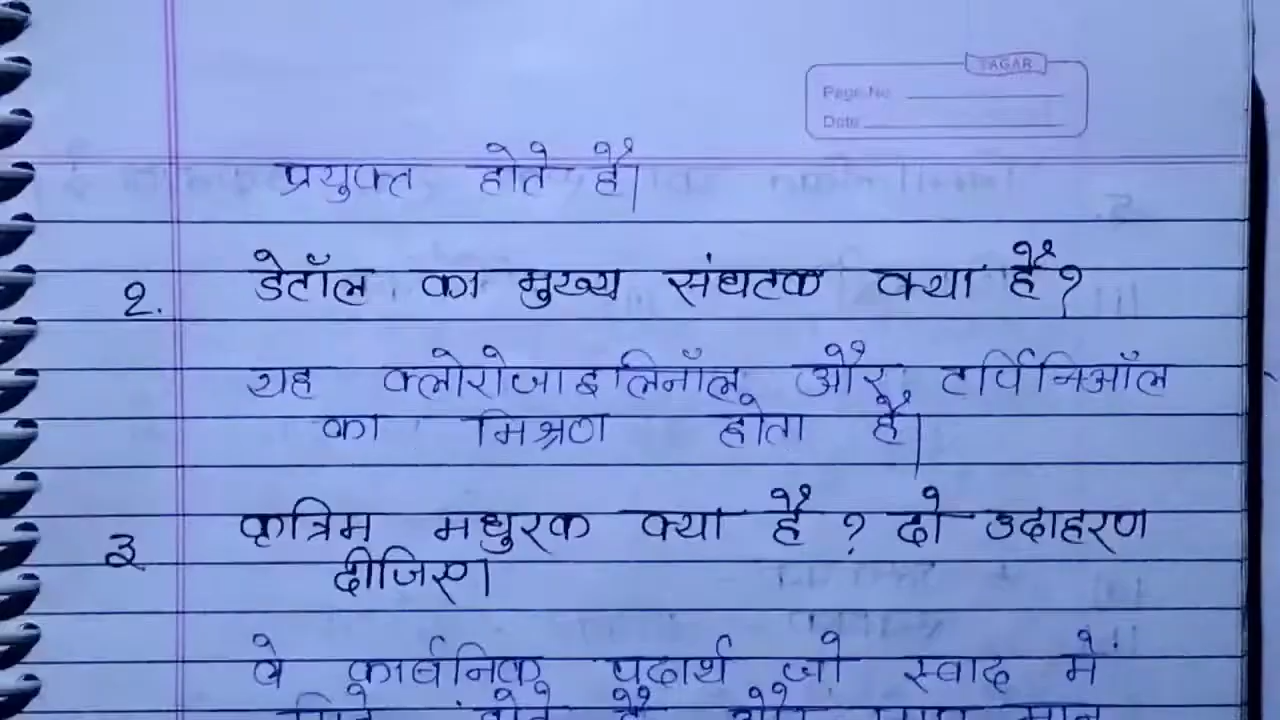 SAGAR
Page No.
Date
प्रयुक्त होते हैं।
2. डेटॉल का मुख्य संघटक क्या है?
यह क्लोरोजाइलिनॉल और टर्पिनिऑल
का मिश्रण होता है।
3 कृत्रिम मधुरक क्या है? दो उदाहरण
दीजिए।
वे कार्बनिक पदार्थ जो स्वाद में